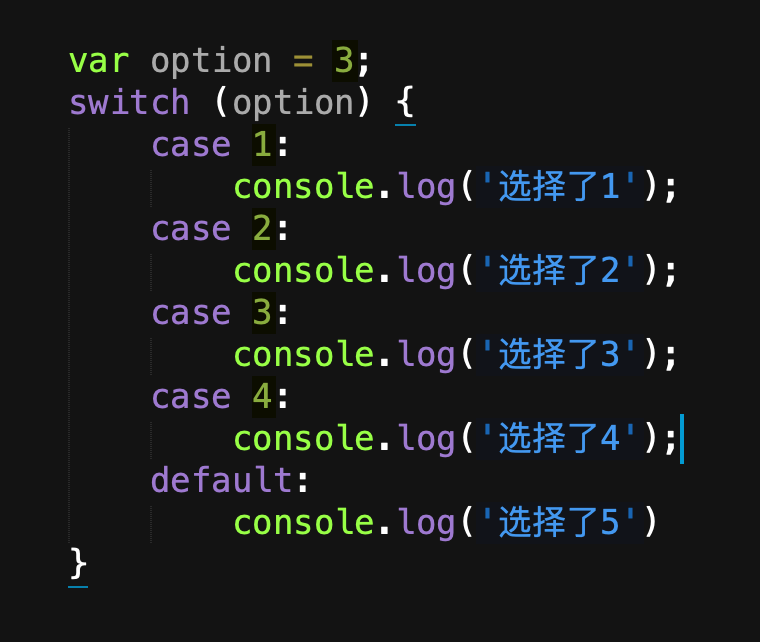 var option = 3;
switch (option) {
    case 1:
        console.log('选择了1');
    case 2:
        console.log('选择了2');
    case 3:
        console.log('选择了3');
    case 4:
        console.log('选择了4');
    default:
        console.log('选择了5')
}